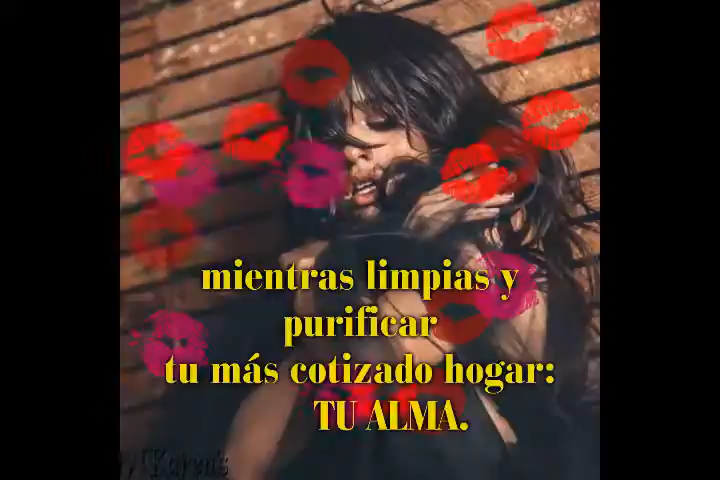 mientras limpias y
purificar
tu más cotizado hogar:
TU ALMA.